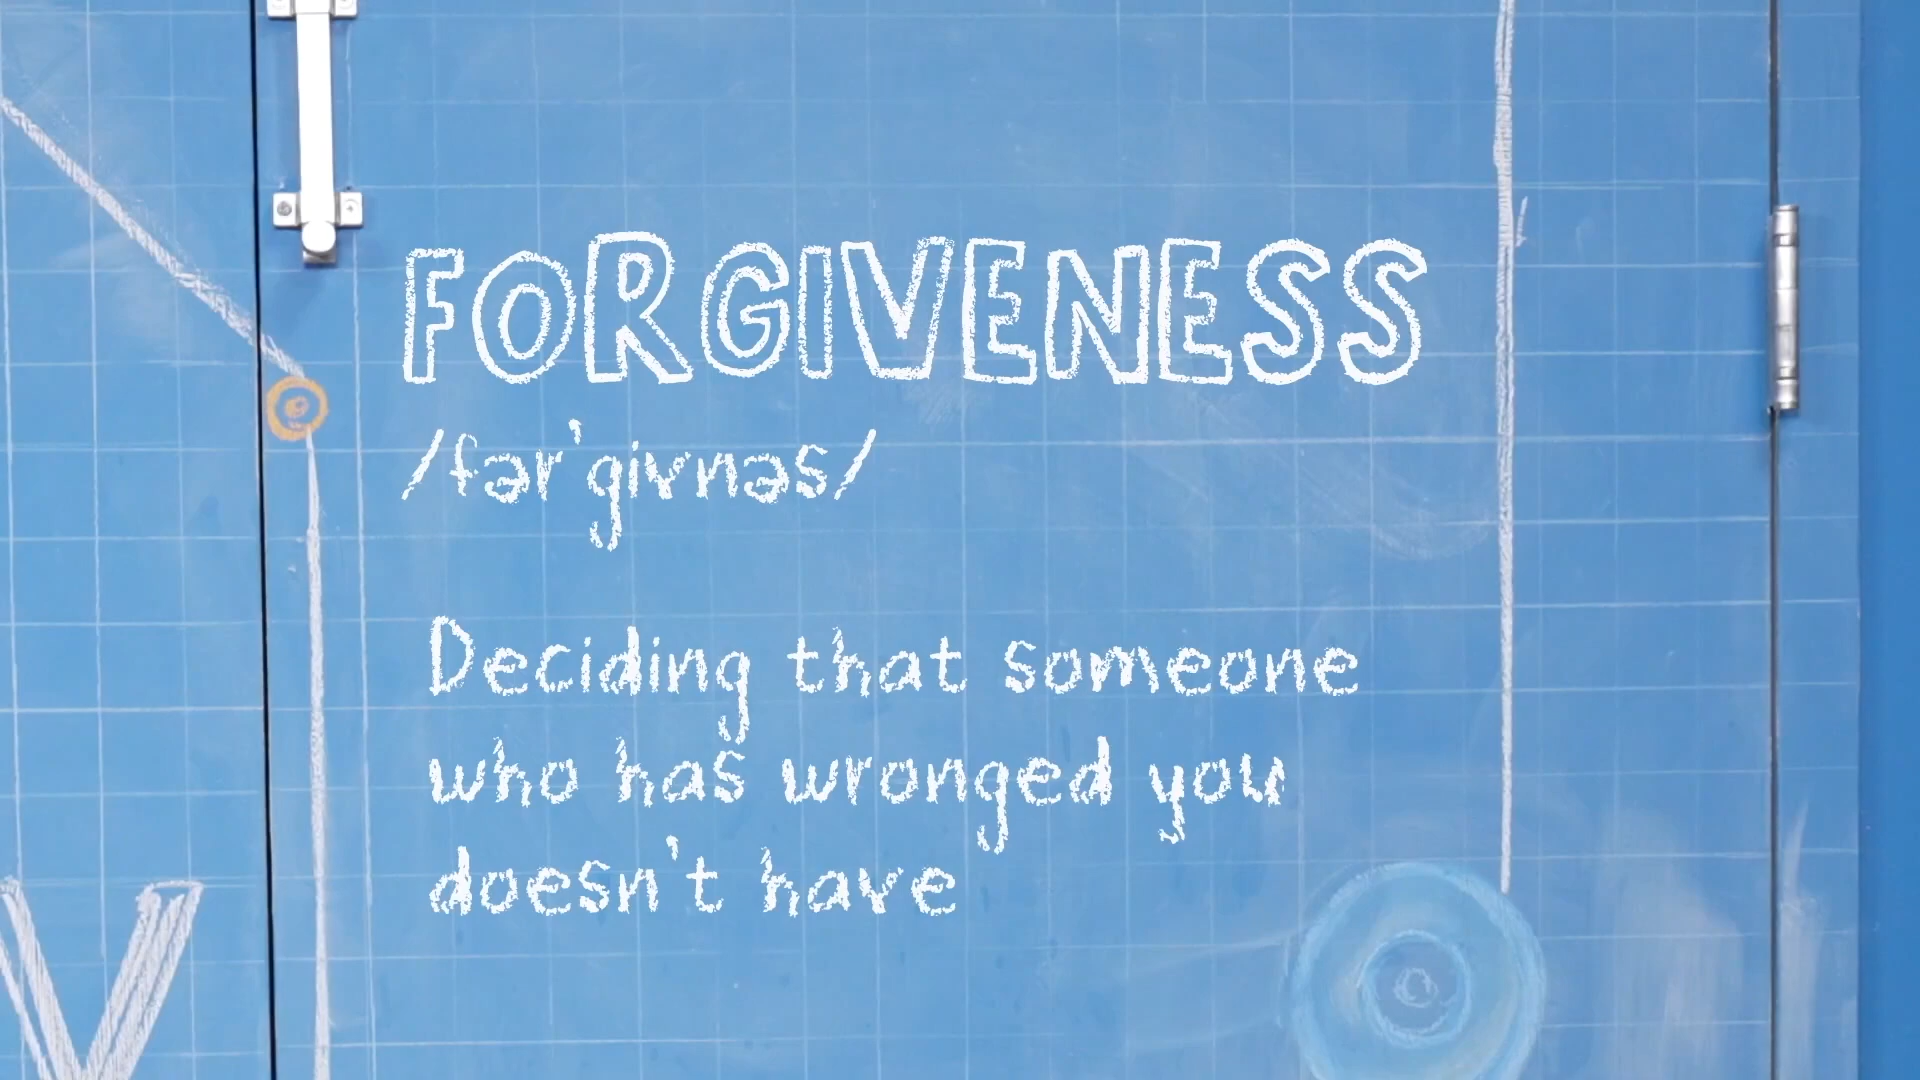 FORGIVENESS
/fər'givnəs/
Deciding that someone
who has wronged you
doesn't have